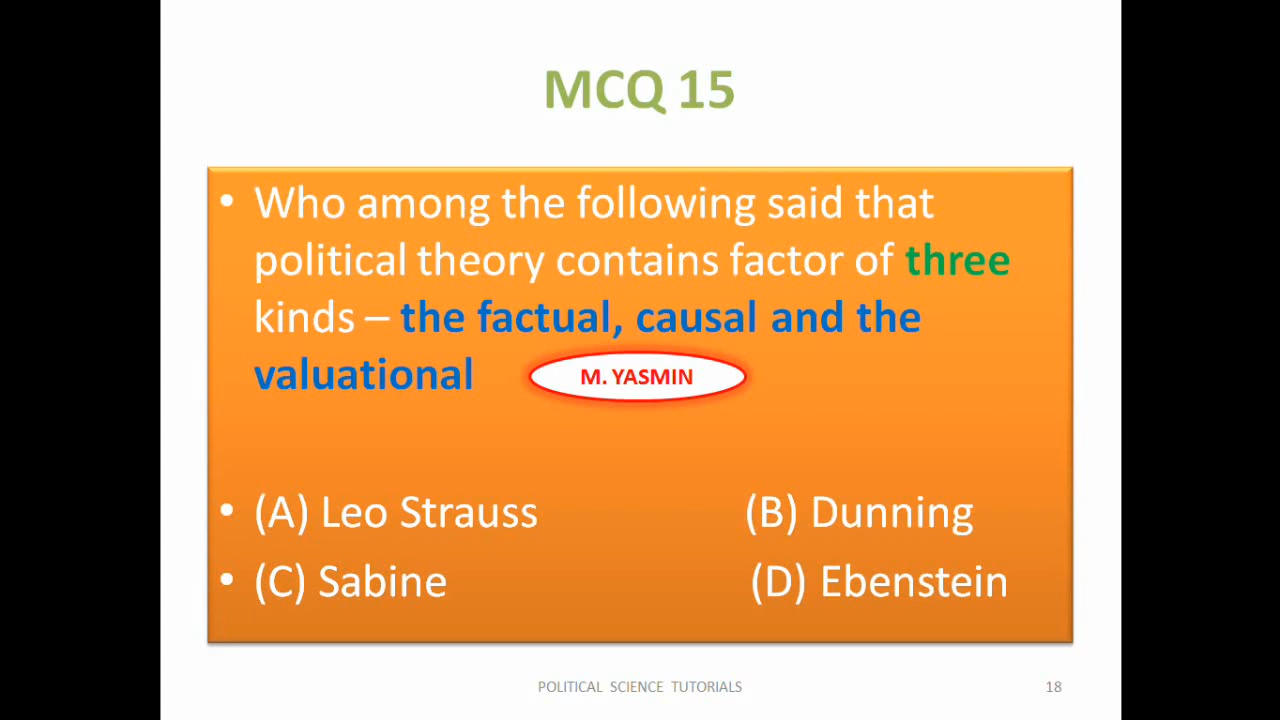 MCQ 15
• Who among the following said that
political theory contains factor of three
kinds – the factual, causal and the
valuational M. YASMIN
• (A) Leo Strauss (B) Dunning
• (C) Sabine (D) Ebenstein
POLITICAL SCIENCE TUTORIALS 18